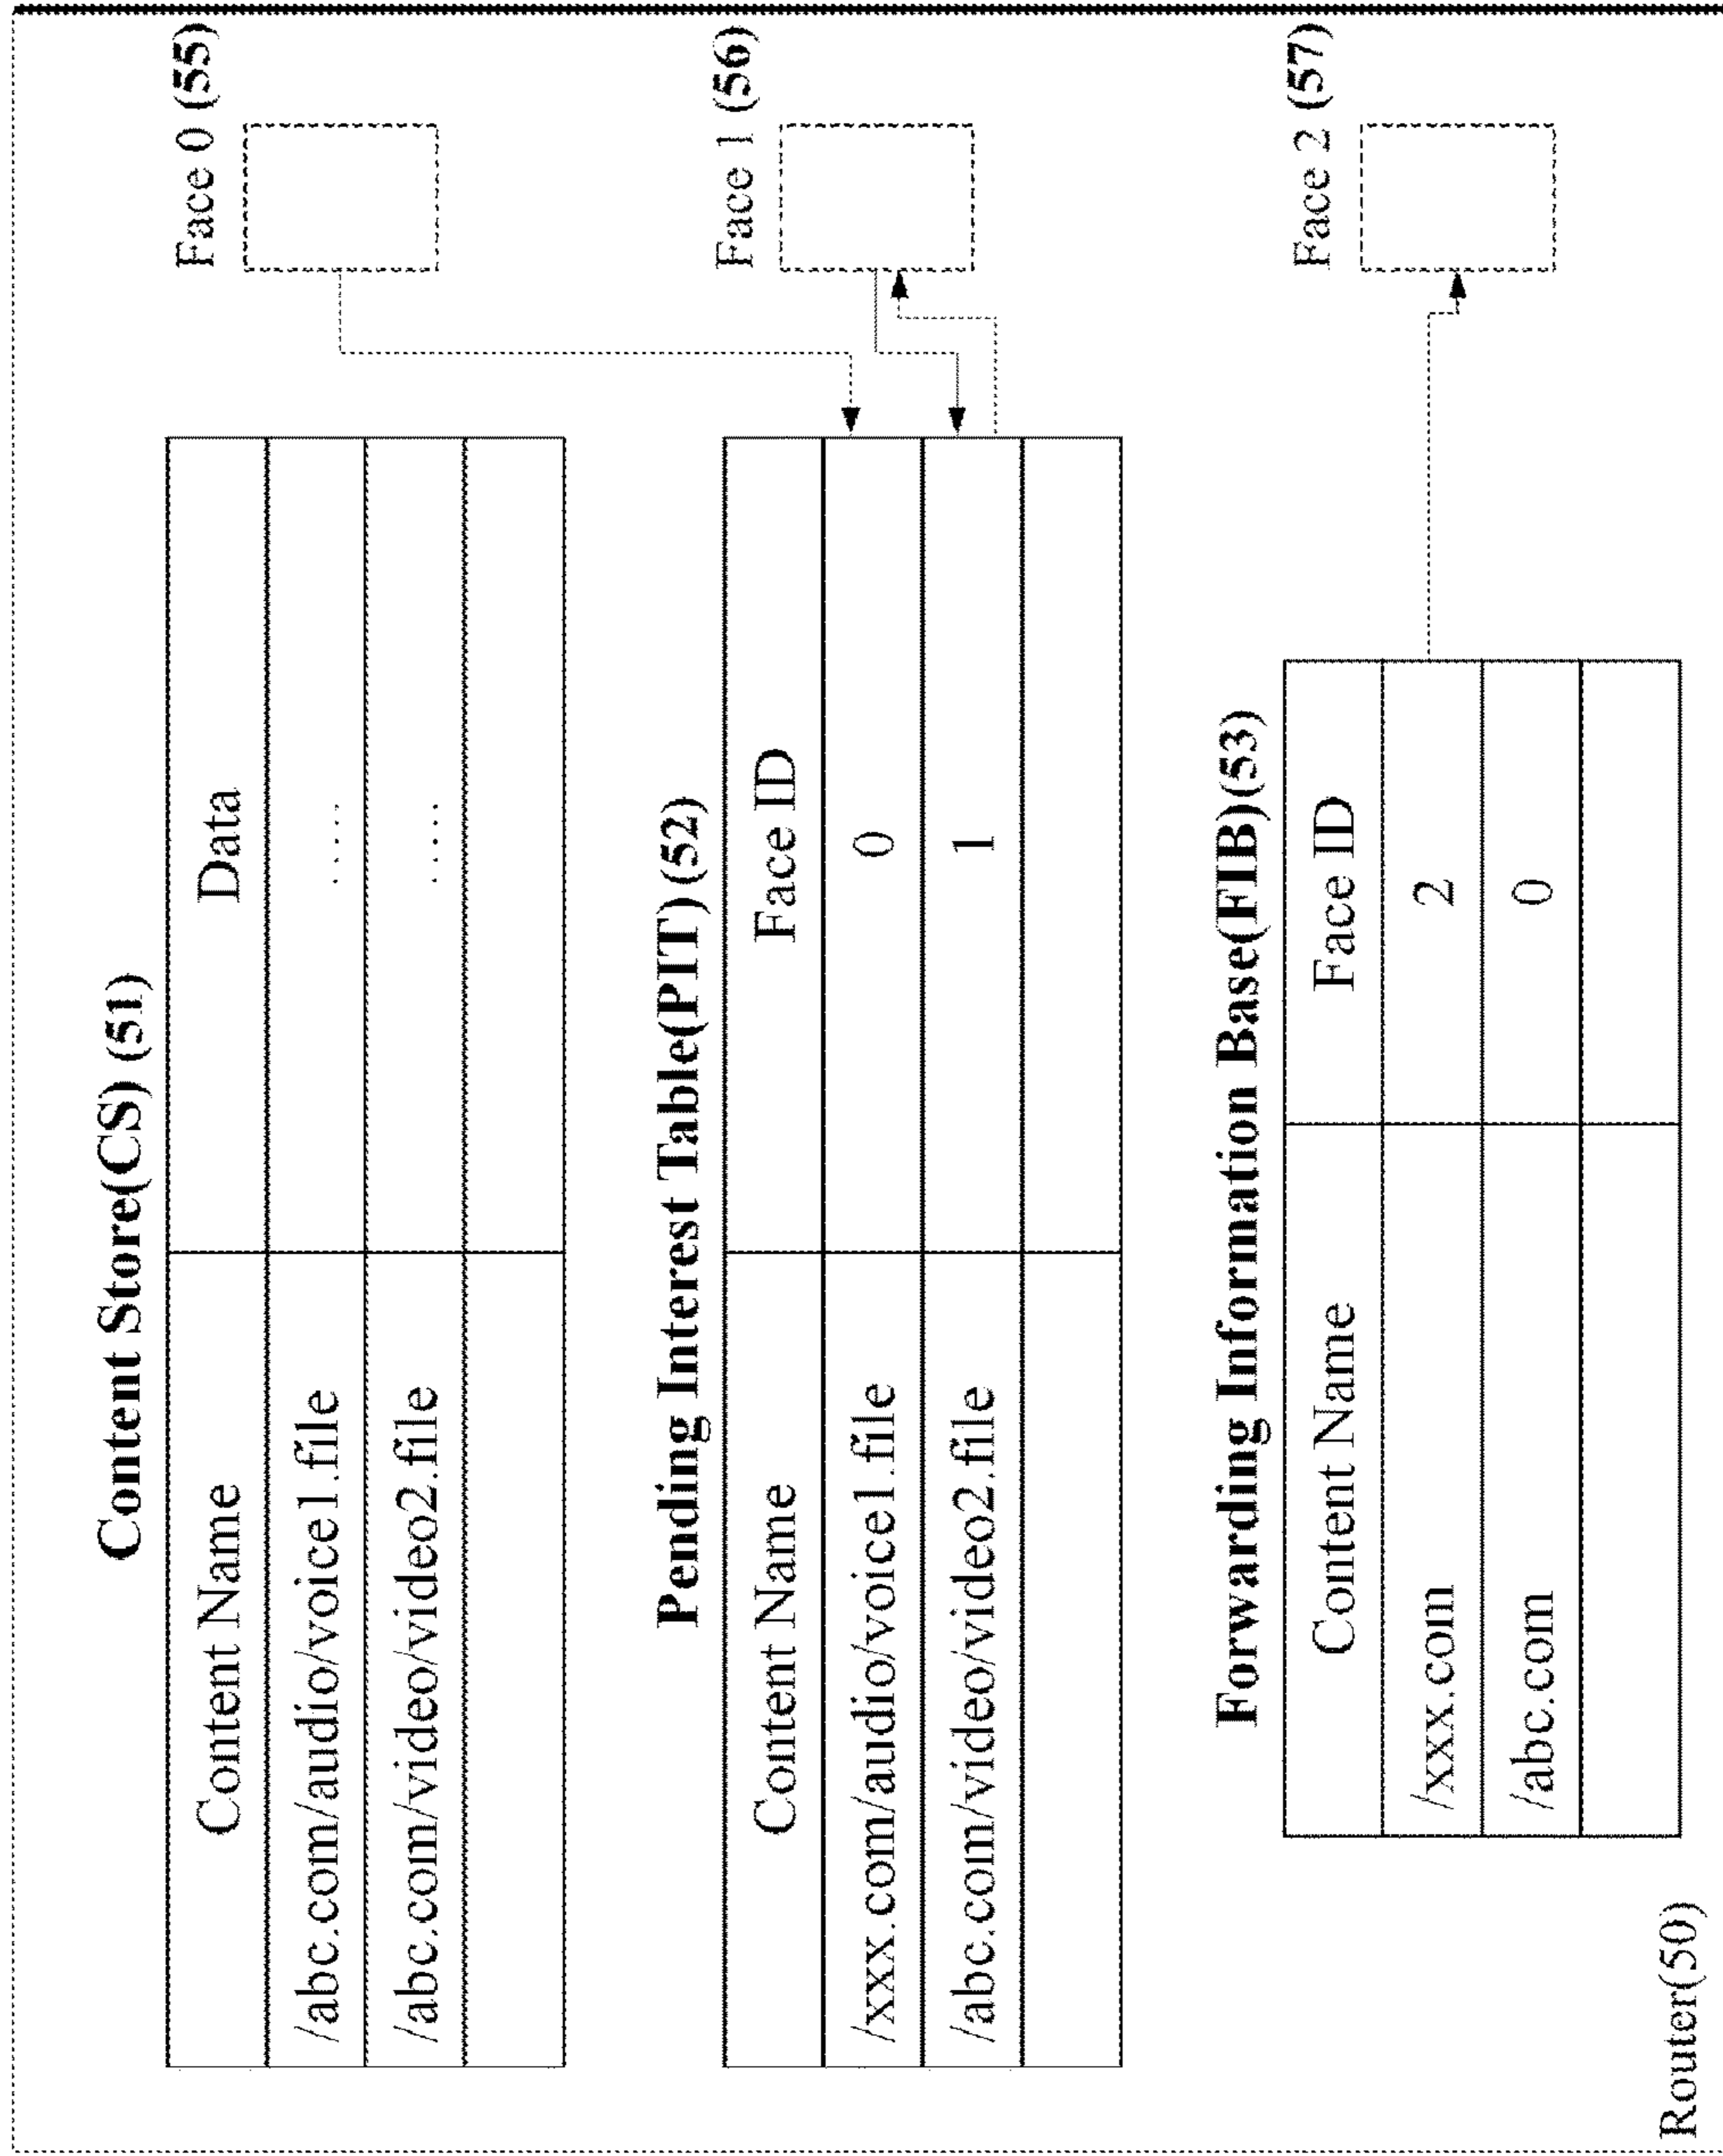 Content Store(CS) (51)
Content Name Data
/abc.com/audio/voice1.file .....
/abc.com/video/video2.file .....
Face 0 (55)
Pending Interest Table(PIT) (52)
Content Name Face ID
/xxx.com/audio/voice1.file 0
/abc.com/video/video2.file 1
Face 1 (56)
Forwarding Information Base(FIB)(53)
Content Name Face ID
/xxx.com 2
/abc.com 0
Face 2 (57)
Router(50)